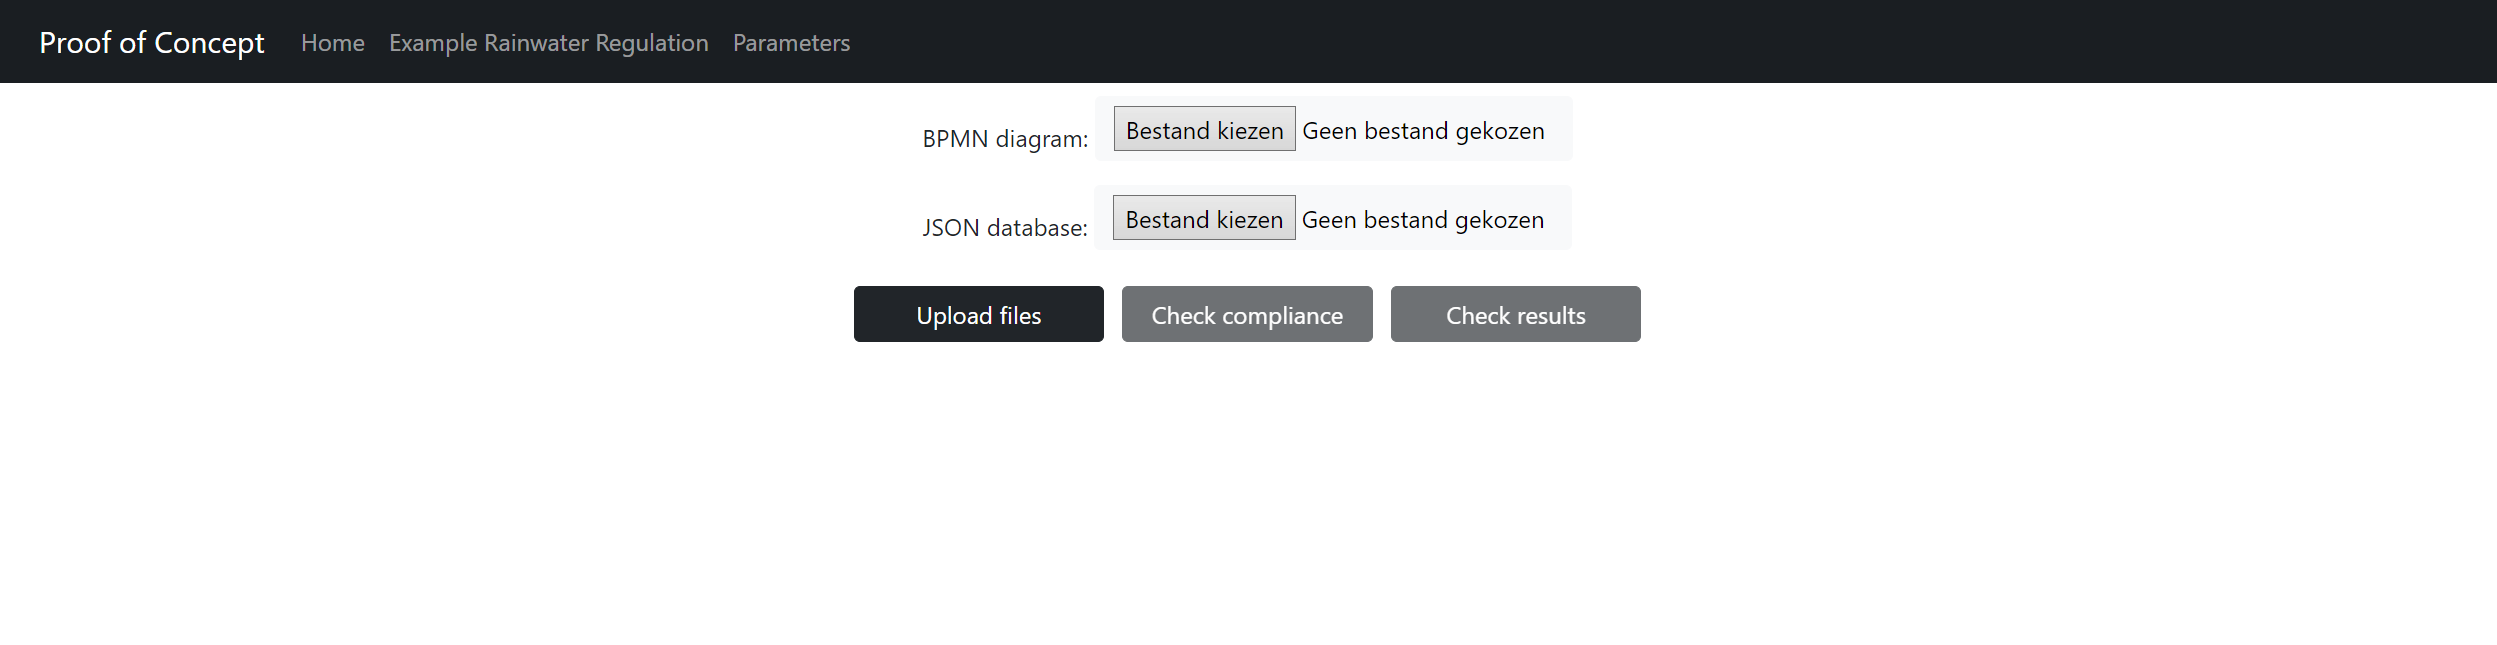 Proof of Concept Home Example Rainwater Regulation Parameters
BPMN diagram: Bestand kiezen Geen bestand gekozen
JSON database: Bestand kiezen Geen bestand gekozen
Upload files Check compliance Check results